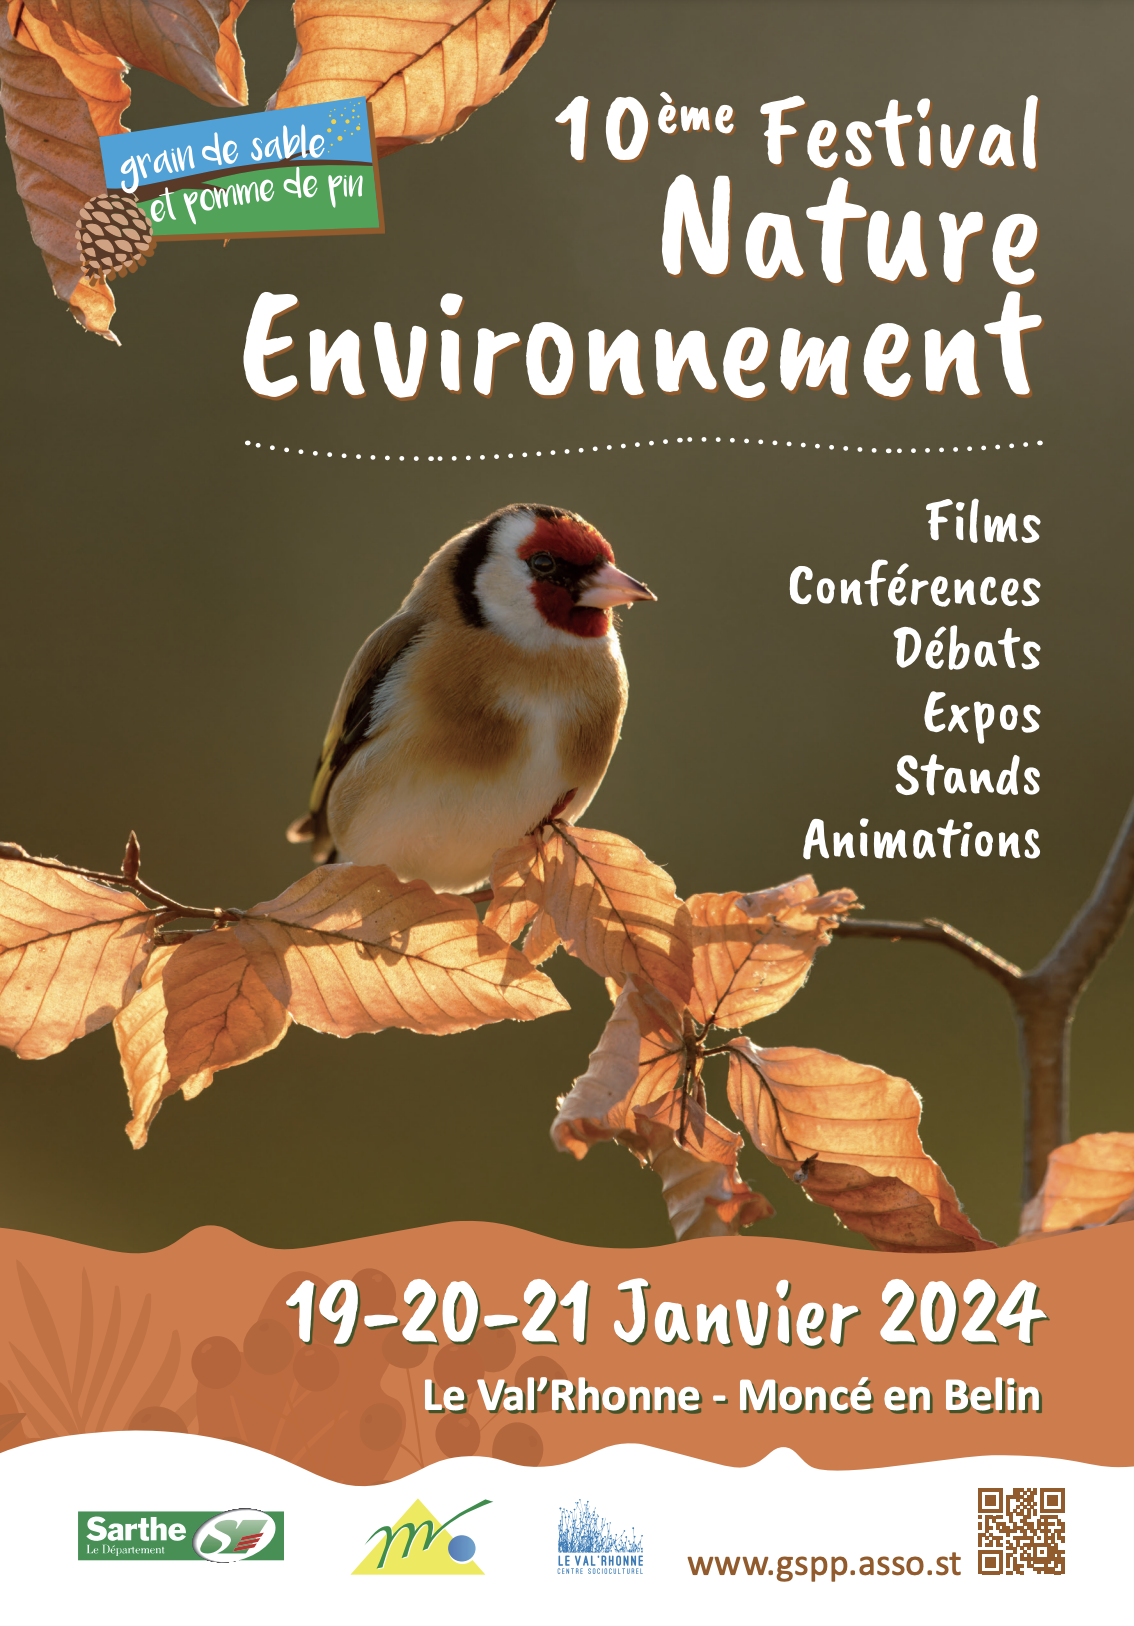 grain de sable
et pomme de pin
10ème Festival
Nature
Environnement
Films
Conférences
Débats
Expos
Stands
Animations
19-20-21 Janvier 2024
Le Val'Rhonne - Moncé en Belin
Sarthe
Le Département
LE VAL'RHONNE
CENTRE SOCIOCULTUREL
www.gspp.asso.st